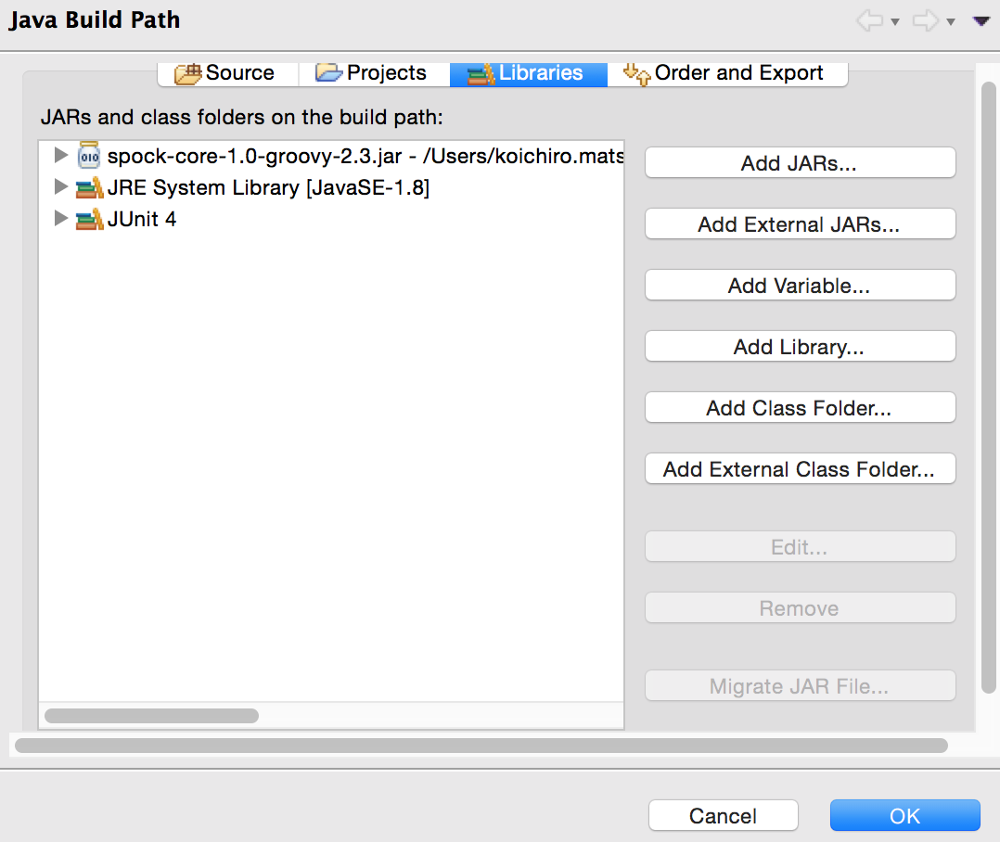 Java Build Path
Source Projects Libraries Order and Export
JARs and class folders on the build path:
spock-core-1.0-groovy-2.3.jar - /Users/koichiro.mats
JRE System Library [JavaSE-1.8]
JUnit 4
Add JARs...
Add External JARs...
Add Variable...
Add Library...
Add Class Folder...
Add External Class Folder...
Edit...
Remove
Migrate JAR File...
Cancel OK